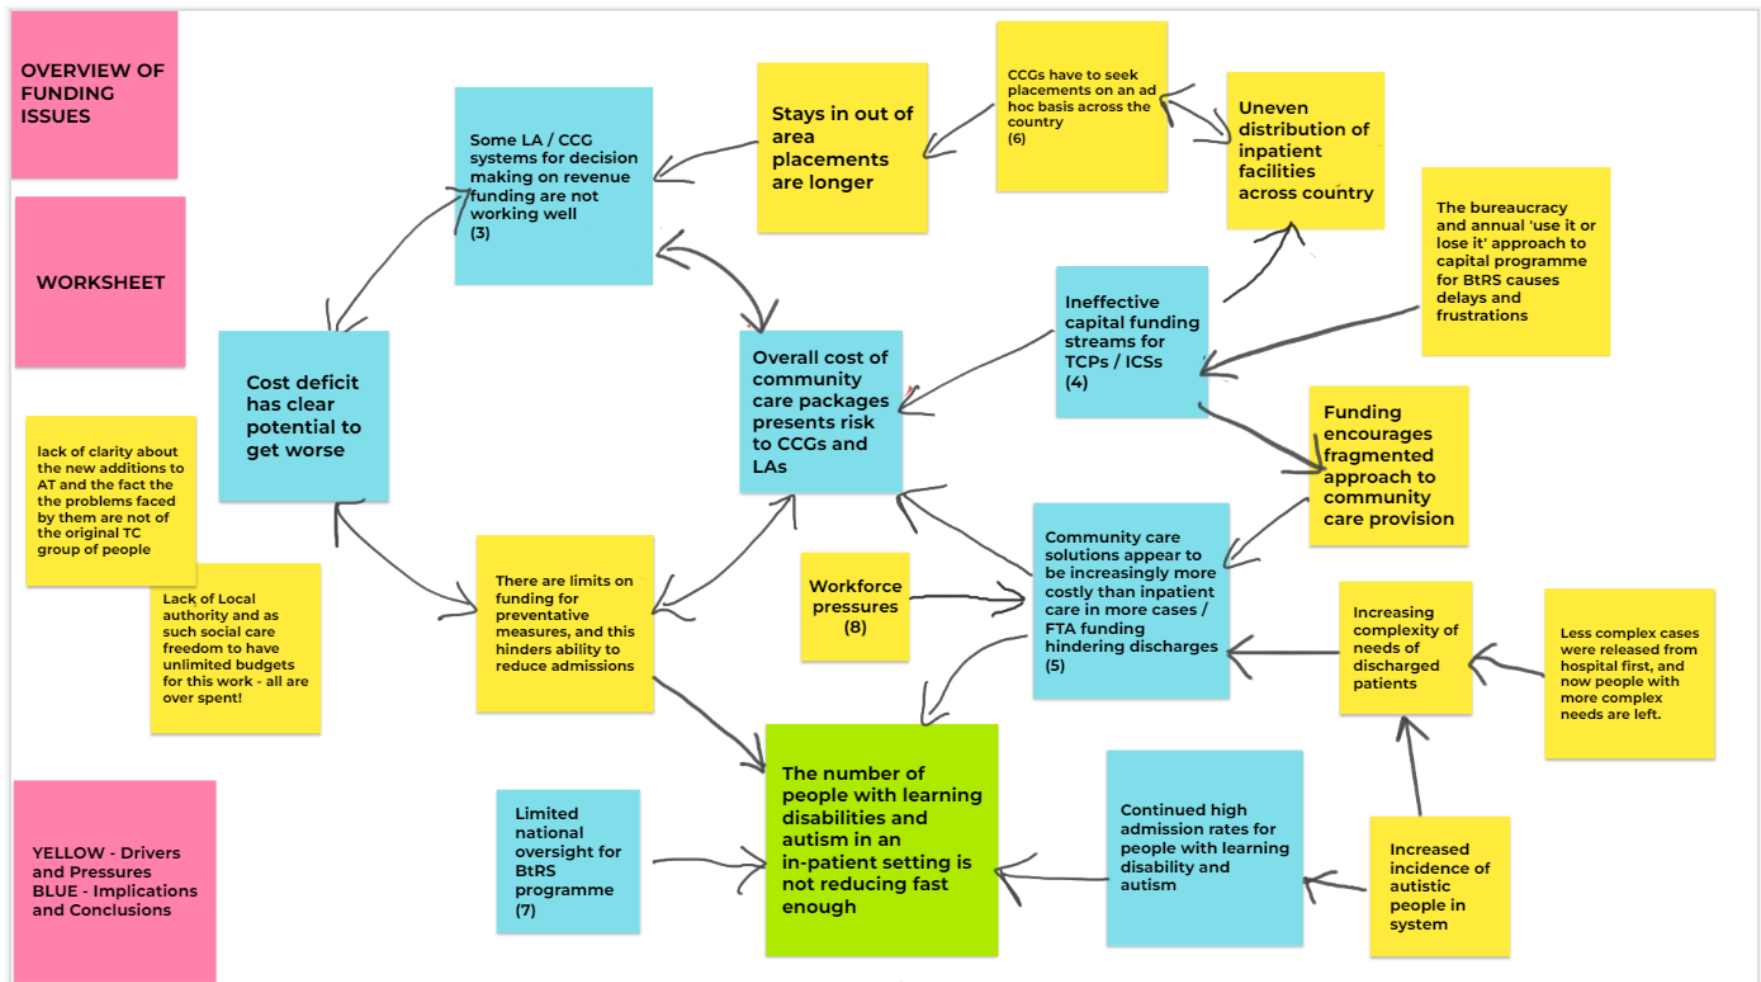 OVERVIEW OF
FUNDING
ISSUES
WORKSHEET
Some LA / CCG
systems for decision
making on revenue
funding are not
working well
(3)
Stays in out of
area
placements
are longer
CCGs have to seek
placements on an ad
hoc basis across the
country
(6)
Uneven
distribution of
inpatient
facilities
across country
The bureaucracy
and annual 'use it or
lose it' approach to
capital programme
for BtRS causes
delays and
frustrations
Cost deficit
has clear
potential to
get worse
Overall cost of
community
care packages
presents risk
to CCGs and
LAs
Ineffective
capital funding
streams for
TCPs / ICSs
(4)
Funding
encourages
fragmented
approach to
community
care provision
lack of clarity about
the new additions to
AT and the fact the
the problems faced
by them are not of
the original TC
group of people
Lack of Local
authority and as
such social care
freedom to have
unlimited budgets
for this work - all are
over spent!
There are limits on
funding for
preventative
measures, and this
hinders ability to
reduce admissions
Workforce
pressures
(8)
Community care
solutions appear to
be increasingly more
costly than inpatient
care in more cases /
FTA funding
hindering discharges
(5)
Increasing
complexity of
needs of
discharged
patients
Less complex cases
were released from
hospital first, and
now people with
more complex
needs are left.
YELLOW - Drivers
and Pressures
BLUE - Implications
and Conclusions
Limited
national
oversight for
BtRS
programme
(7)
The number of
people with learning
disabilities and
autism in an
in-patient setting is
not reducing fast
enough
Continued high
admission rates for
people with learning
disability and
autism
Increased
incidence of
autistic
people in
system